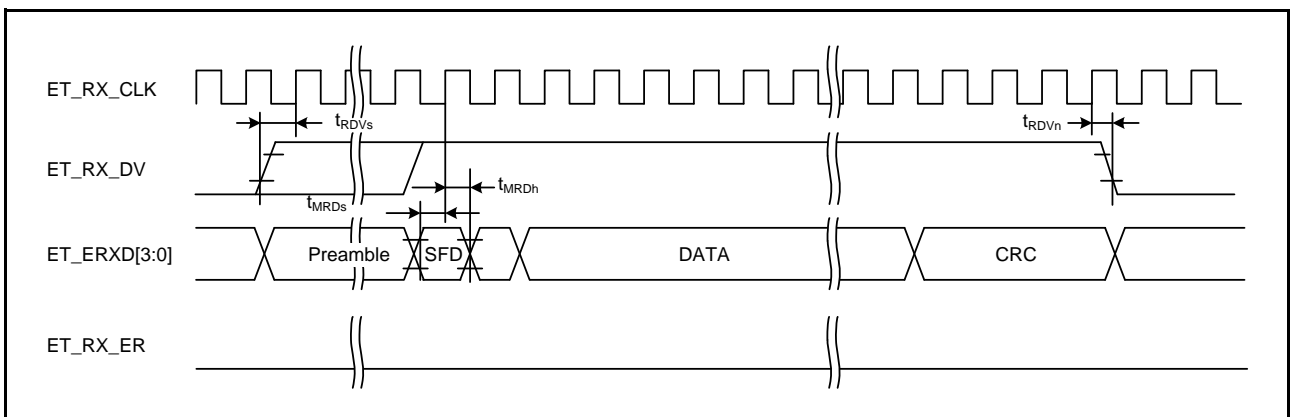 ET_RX_CLK
tRDVs
tRDVn
ET_RX_DV
tMRDs
tMRDh
ET_ERXD[3:0]
Preamble
SFD
DATA
CRC
ET_RX_ER